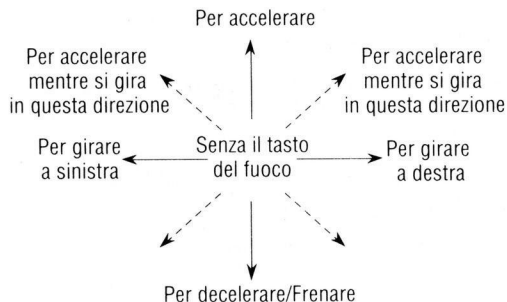 Per accelerare
Per accelerare
mentre si gira
in questa direzione
Per accelerare
mentre si gira
in questa direzione
Per girare
a sinistra
Senza il tasto
del fuoco
Per girare
a destra
Per decelerare/Frenare